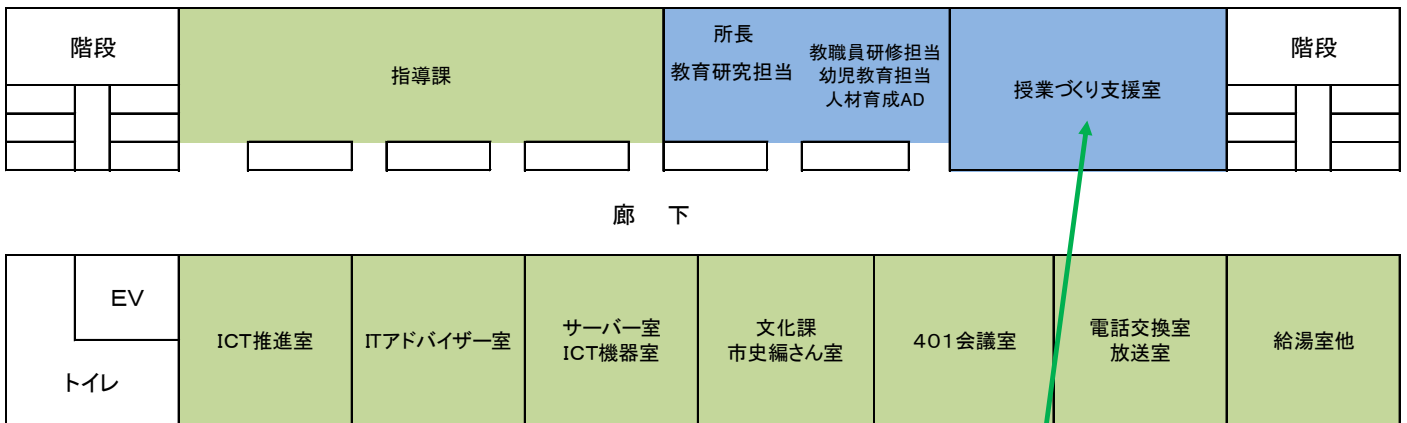 階段
指導課
所長
教育研究担当
教職員研修担当
幼児教育担当
人材育成AD
授業づくり支援室
階段
廊　下
EV
トイレ
ICT推進室
ITアドバイザー室
サーバー室
ICT機器室
文化課
市史編さん室
401会議室
電話交換室
放送室
給湯室他